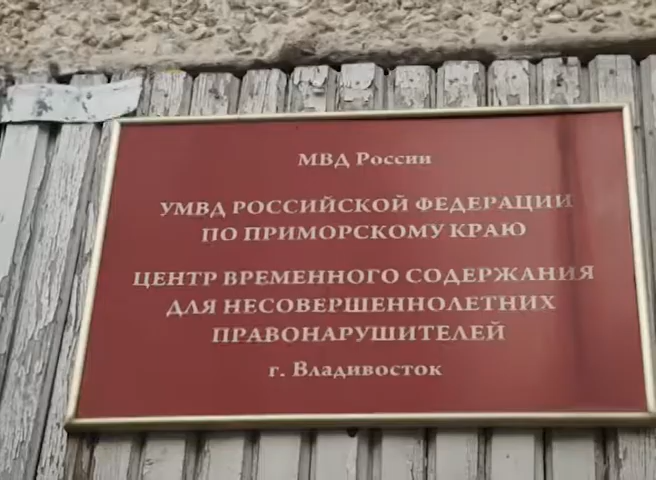 МВД России
УМВД РОССИЙСКОЙ ФЕДЕРАЦИИ
ПО ПРИМОРСКОМУ КРАЮ
ЦЕНТР ВРЕМЕННОГО СОДЕРЖАНИЯ
ДЛЯ НЕСОВЕРШЕННОЛЕТНИХ
ПРАВОНАРУШИТЕЛЕЙ
г. Владивосток